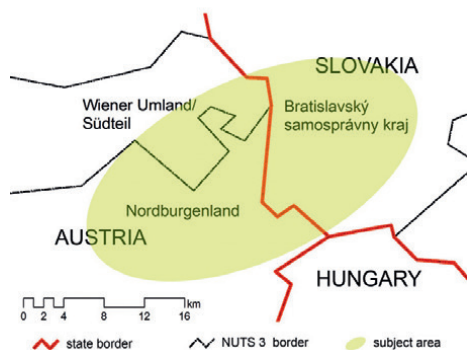 SLOVAKIA
Wiener Umland/
Südteil
Bratislavský
samosprávny kraj
Nordburgenland
AUSTRIA
HUNGARY
km
0 2 4 8 12 16
state border
NUTS 3 border
subject area